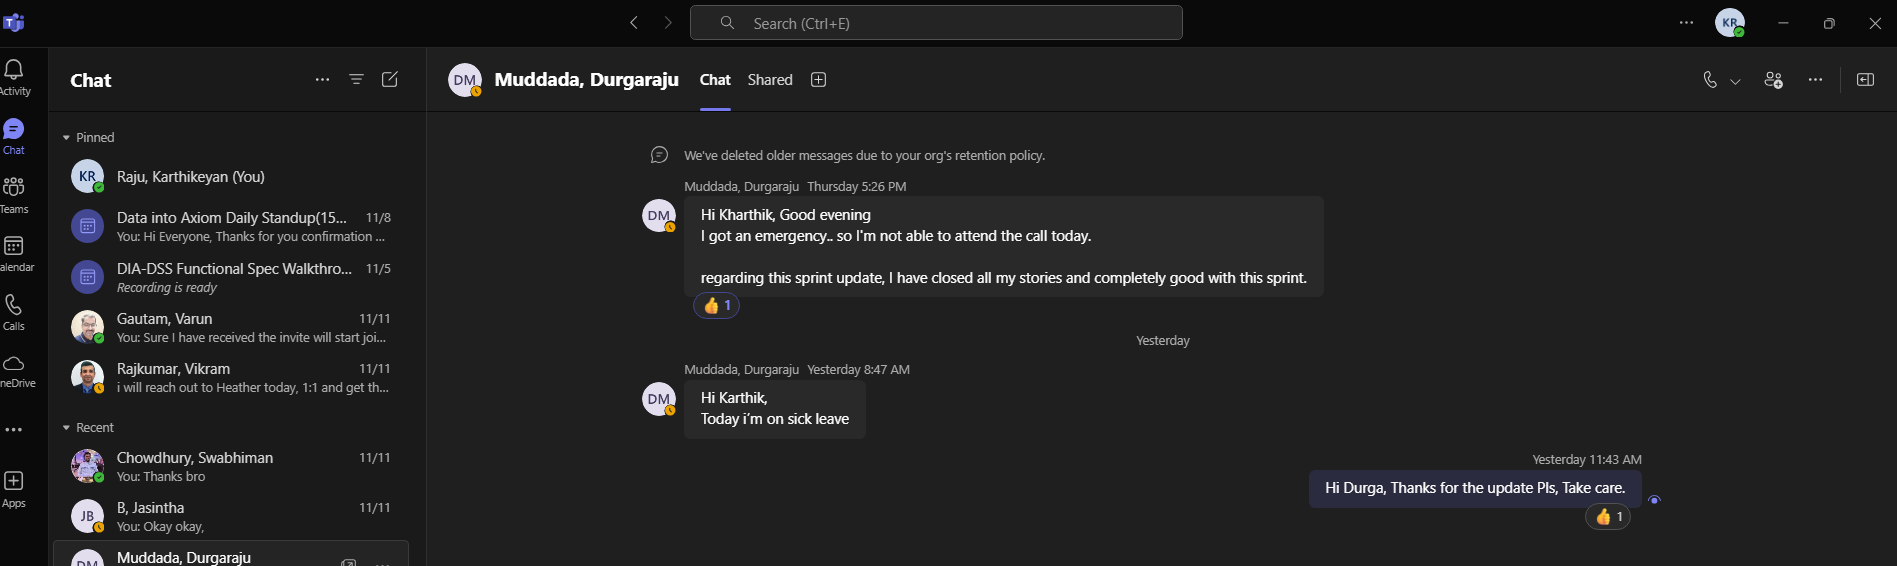 Search (Ctrl+E)
KR
Activity
Chat
Teams
alendar
Calls
neDrive
Apps
Chat
Pinned
KR
Raju, Karthikeyan (You)
Data into Axiom Daily Standup(15... 11/8
You: Hi Everyone, Thanks for you confirmation ...
DIA-DSS Functional Spec Walkthro... 11/5
Recording is ready
Gautam, Varun 11/11
You: Sure I have received the invite will start joi...
Rajkumar, Vikram 11/11
i will reach out to Heather today, 1:1 and get th...
Recent
Chowdhury, Swabhiman 11/11
You: Thanks bro
JB
B, Jasintha 11/11
You: Okay okay,
DM
Muddada, Durgaraju
DM
Muddada, Durgaraju Chat Shared
We've deleted older messages due to your org's retention policy.
Muddada, Durgaraju Thursday 5:26 PM
DM
Hi Kharthik, Good evening
I got an emergency.. so I'm not able to attend the call today.
regarding this sprint update, I have closed all my stories and completely good with this sprint.
👍 1
Yesterday
Muddada, Durgaraju Yesterday 8:47 AM
DM
Hi Karthik,
Today i'm on sick leave
Yesterday 11:43 AM
Hi Durga, Thanks for the update Pls, Take care.
👍 1